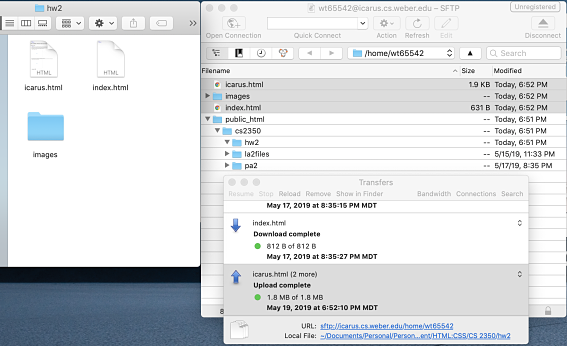 hw2
HTML
icarus.html
HTML
index.html
images
wt65542@icarus.cs.weber.edu – SFTP
Unregistered
Open Connection
Quick Connect
Action
Refresh
Edit
Disconnect
/home/wt65542
Search
Filename
Size
Modified
icarus.html 1.9 KB Today, 6:52 PM
images -- Today, 6:52 PM
index.html 631 B Today, 6:52 PM
public_html -- Today, 6:51 PM
cs2350 -- Today, 6:51 PM
hw2 -- Today, 6:51 PM
la2files -- 5/15/19, 11:33 PM
pa2 -- 5/17/19, 8:35 PM
Transfers
Resume Stop Reload Remove Show in Finder Bandwidth Connections Search
May 17, 2019 at 8:35:15 PM MDT
index.html
Download complete
812 B of 812 B
May 17, 2019 at 8:35:27 PM MDT
icarus.html (2 more)
Upload complete
1.8 MB of 1.8 MB
May 19, 2019 at 6:52:10 PM MDT
8
URL: sftp://icarus.cs.weber.edu/home/wt65542
Local File: ~/Documents/Personal/Person...ent/HTML:CSS/CS 2350/hw2